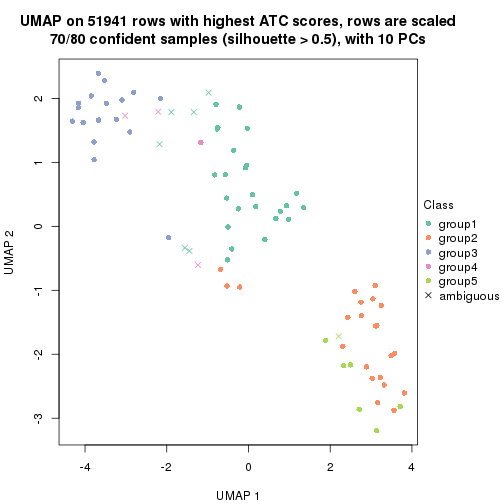 UMAP on 51941 rows with highest ATC scores, rows are scaled
70/80 confident samples (silhouette > 0.5), with 10 PCs
2
1
0
-1
-2
-3
UMAP 2
-4
-2
0
2
4
UMAP 1
Class
group1
group2
group3
group4
group5
ambiguous